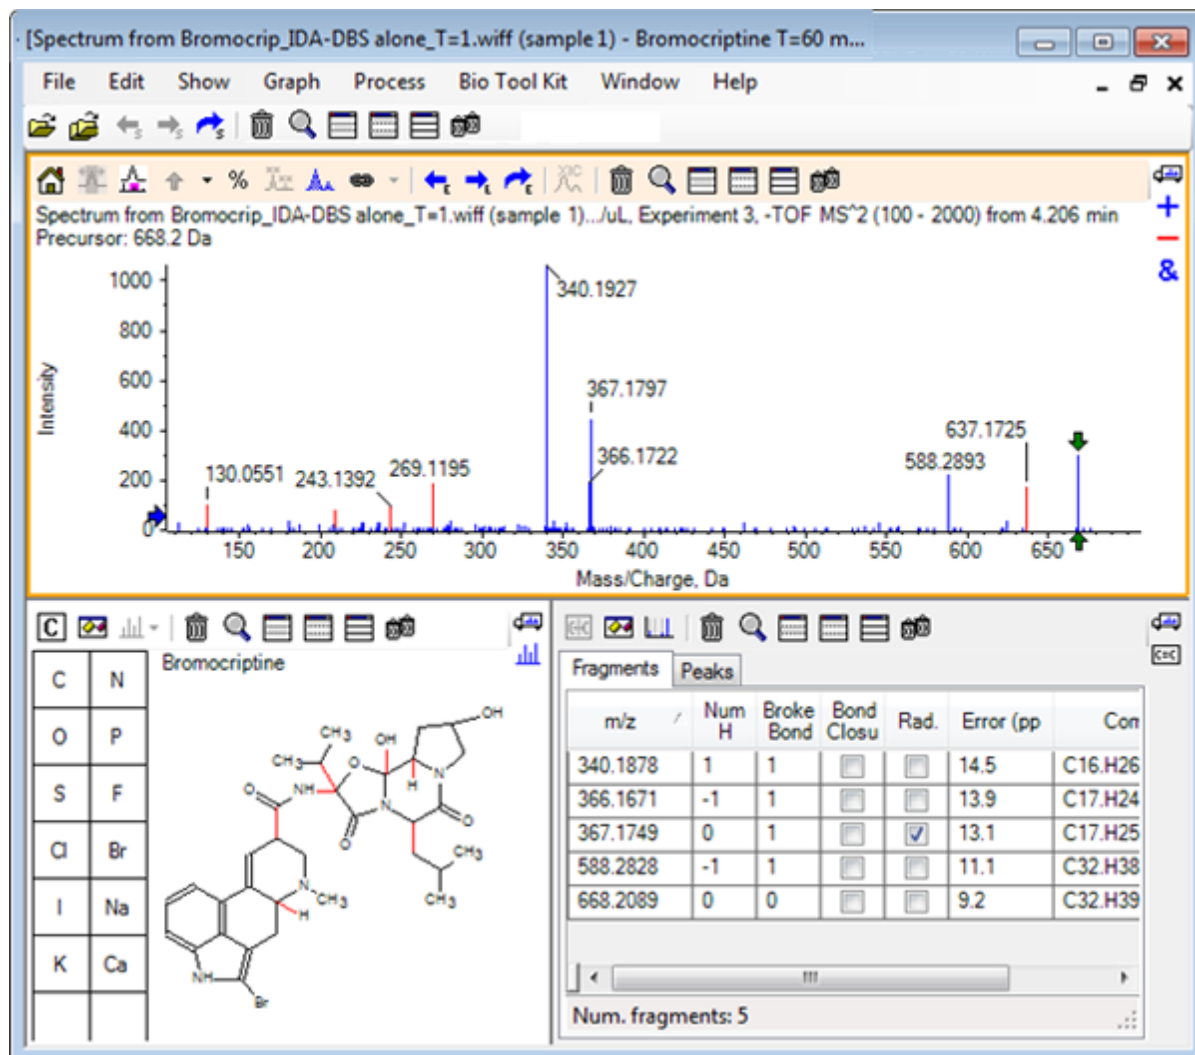 [Spectrum from Bromocrip_IDA-DBS alone_T=1.wiff (sample 1) - Bromocriptine T=60 m...
File Edit Show Graph Process Bio Tool Kit Window Help
Spectrum from Bromocrip_IDA-DBS alone_T=1.wiff (sample 1).../uL, Experiment 3, -TOF MS^2 (100 - 2000) from 4.206 min
Precursor: 668.2 Da
Intensity
1000
800
600
400
200
0
340.1927
367.1797
366.1722
637.1725
588.2893
130.0551
243.1392
269.1195
150 200 250 300 350 400 450 500 550 600 650
Mass/Charge, Da
C N
O P
S F
Cl Br
I Na
K Ca
Bromocriptine
OH
CH3
OH
CH3
O
H
N
O
NH
N
O
O
CH3
CH3
N
CH3
H
NH
Br
Fragments Peaks
m/z Num H Broke Bond Bond Closu Rad. Error (pp Con
340.1878 1 1 14.5 C16.H26
366.1671 -1 1 13.9 C17.H24
367.1749 0 1 13.1 C17.H25
588.2828 -1 1 11.1 C32.H38
668.2089 0 0 9.2 C32.H39
Num. fragments: 5